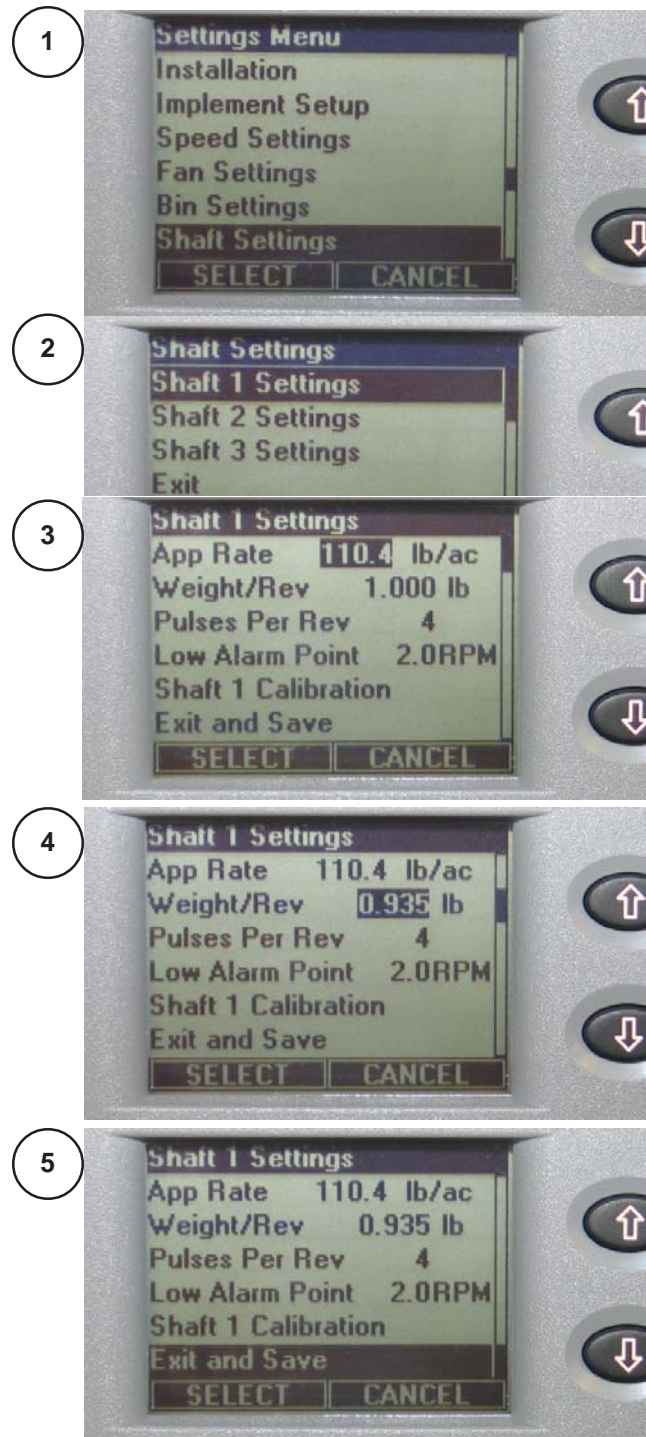 1
Settings Menu
Installation
Implement Setup
Speed Settings
Fan Settings
Bin Settings
Shaft Settings
SELECT CANCEL
2
Shaft Settings
Shaft 1 Settings
Shaft 2 Settings
Shaft 3 Settings
Exit
3
Shaft 1 Settings
App Rate 110.4 lb/ac
Weight/Rev 1.000 lb
Pulses Per Rev 4
Low Alarm Point 2.0RPM
Shaft 1 Calibration
Exit and Save
SELECT CANCEL
4
Shaft 1 Settings
App Rate 110.4 lb/ac
Weight/Rev 0.935 lb
Pulses Per Rev 4
Low Alarm Point 2.0RPM
Shaft 1 Calibration
Exit and Save
SELECT CANCEL
5
Shaft 1 Settings
App Rate 110.4 lb/ac
Weight/Rev 0.935 lb
Pulses Per Rev 4
Low Alarm Point 2.0RPM
Shaft 1 Calibration
Exit and Save
SELECT CANCEL